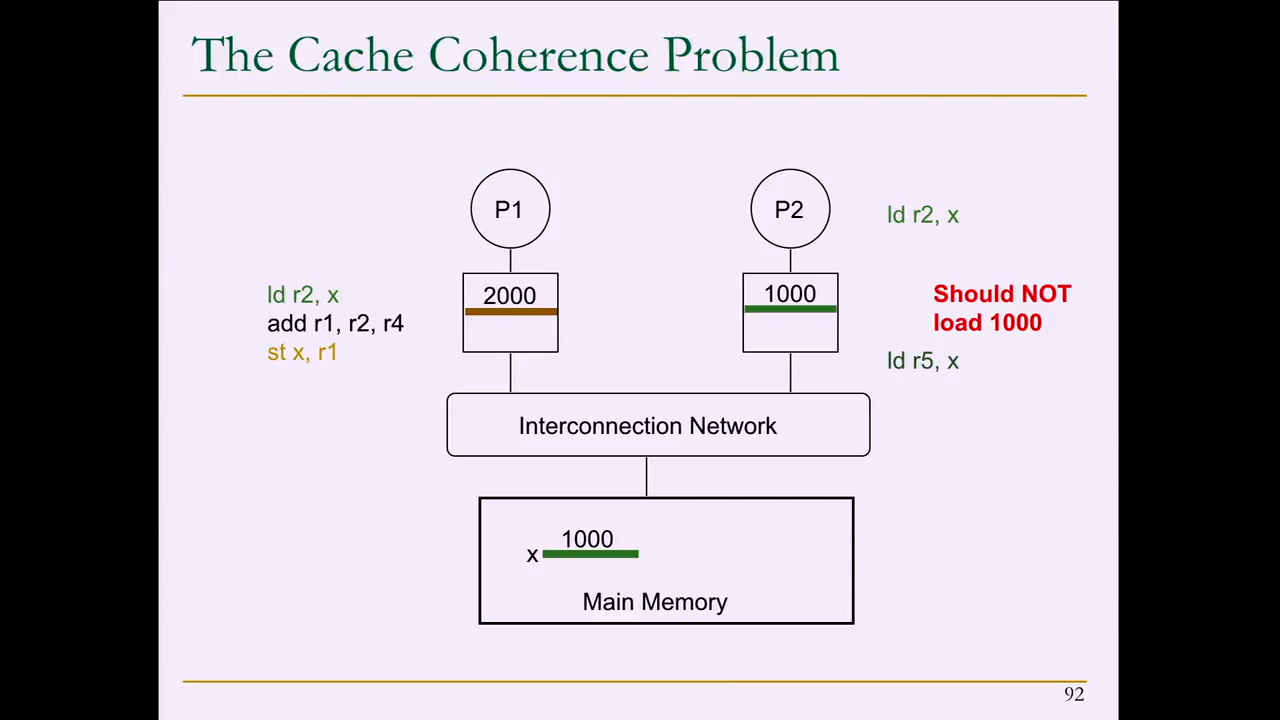 The Cache Coherence Problem
P1
P2
ld r2, x
ld r2, x
add r1, r2, r4
st x, r1
2000
1000
Should NOT
load 1000
ld r5, x
Interconnection Network
1000
x
Main Memory
92